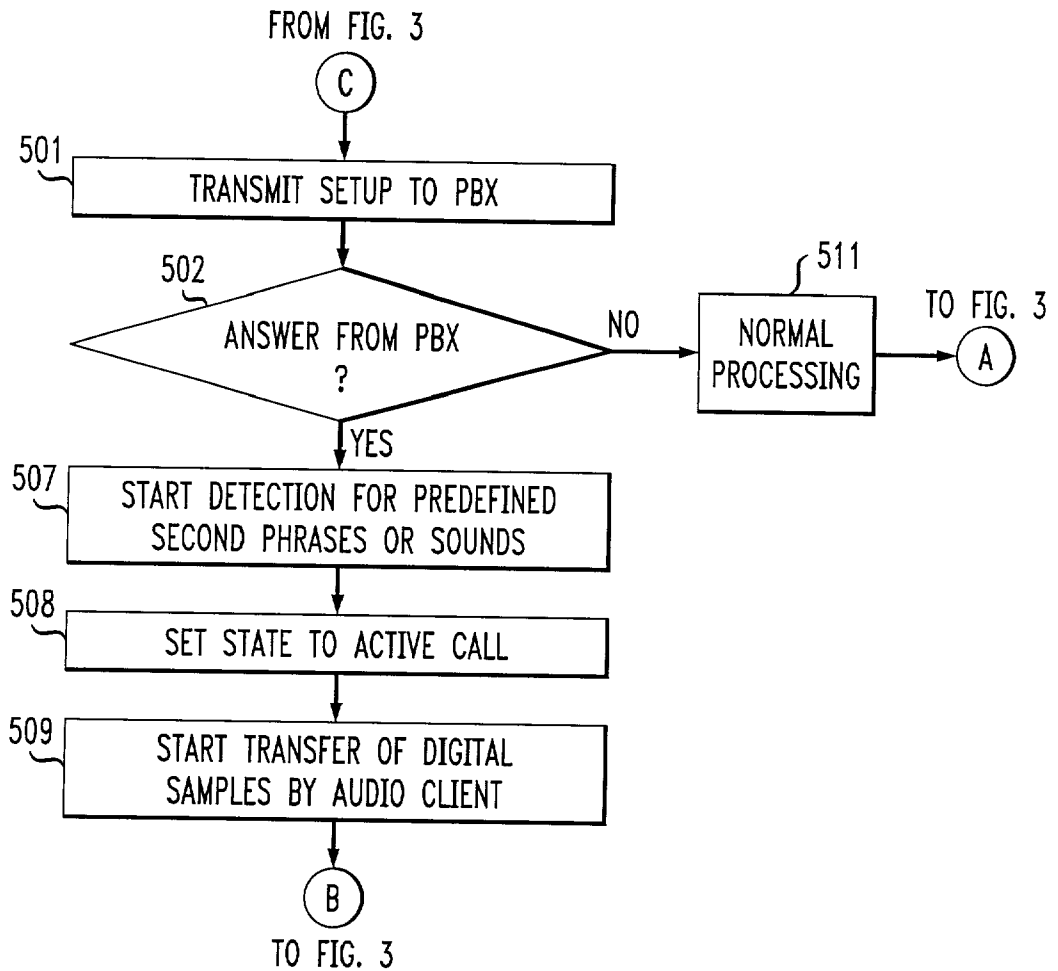 FROM FIG. 3
C
501
TRANSMIT SETUP TO PBX
502
ANSWER FROM PBX
?
NO
511
NORMAL
PROCESSING
TO FIG. 3
A
YES
507
START DETECTION FOR PREDEFINED
SECOND PHRASES OR SOUNDS
508
SET STATE TO ACTIVE CALL
509
START TRANSFER OF DIGITAL
SAMPLES BY AUDIO CLIENT
B
TO FIG. 3